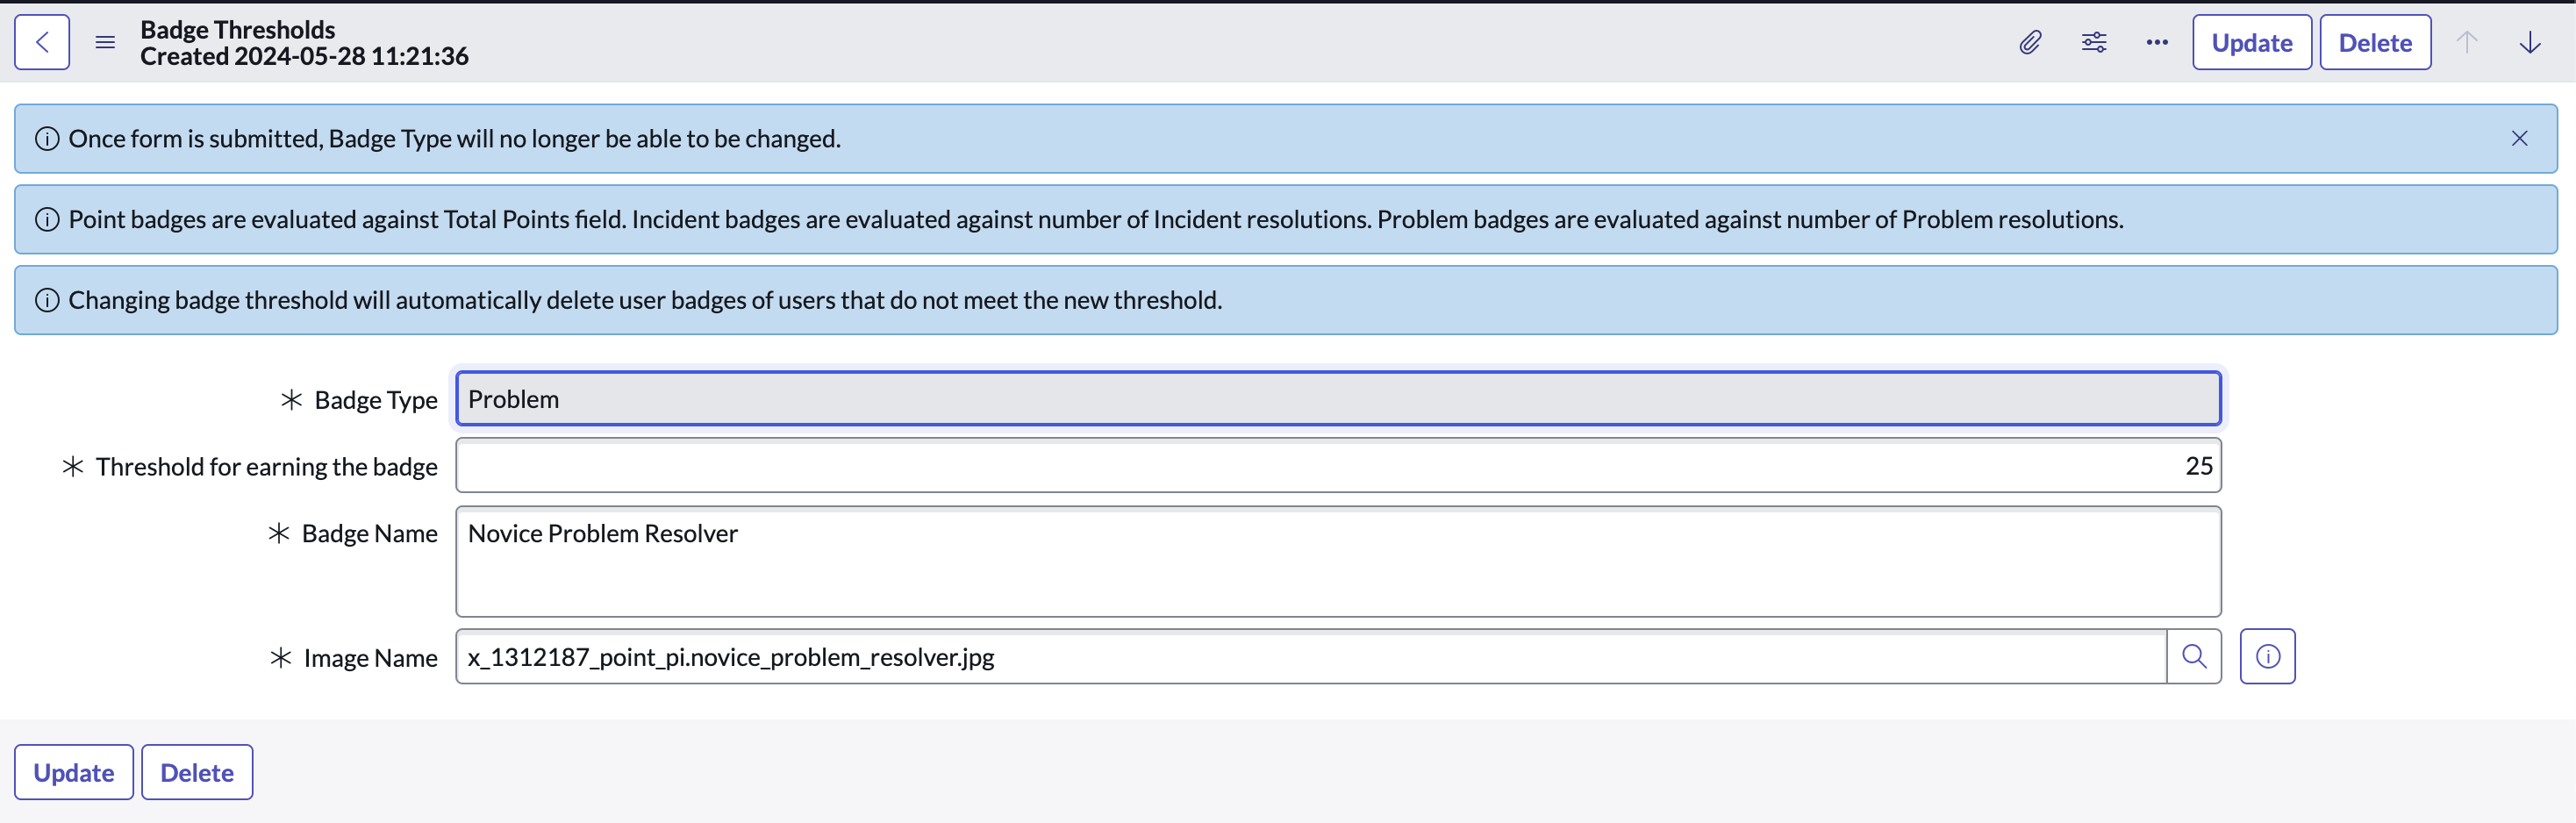 Badge Thresholds
Created 2024-05-28 11:21:36
Update
Delete
Once form is submitted, Badge Type will no longer be able to be changed.
Point badges are evaluated against Total Points field. Incident badges are evaluated against number of Incident resolutions. Problem badges are evaluated against number of Problem resolutions.
Changing badge threshold will automatically delete user badges of users that do not meet the new threshold.
Badge Type
Problem
Threshold for earning the badge
25
Badge Name
Novice Problem Resolver
Image Name
x_1312187_point_pi.novice_problem_resolver.jpg
Update
Delete